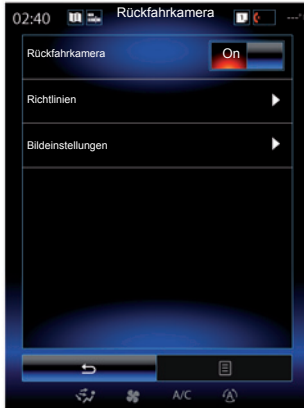 02:40 Rückfahrkamera
Rückfahrkamera On
Richtlinien
Bildeinstellungen
A/C